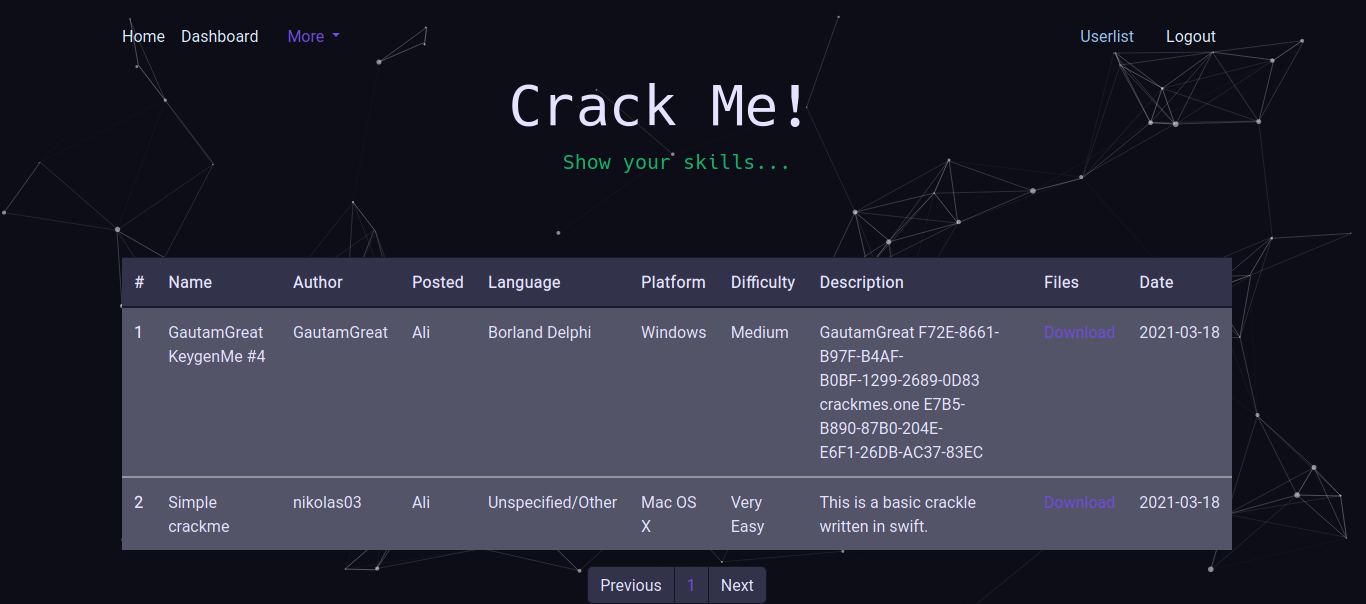 Home Dashboard More Userlist Logout
Crack Me!
Show your skills...
# Name Author Posted Language Platform Difficulty Description Files Date
1 GautamGreat GautamGreat Ali Borland Delphi Windows Medium GautamGreat F72E-8661- Download 2021-03-18
KeygenMe #4 B97F-B4AF-
B0BF-1299-2689-0D83
crackmes.one E7B5-
B890-87B0-204E-
E6F1-26DB-AC37-83EC
2 Simple nikolas03 Ali Unspecified/Other Mac OS Very This is a basic crackle Download 2021-03-18
crackme X Easy written in swift.
Previous 1 Next